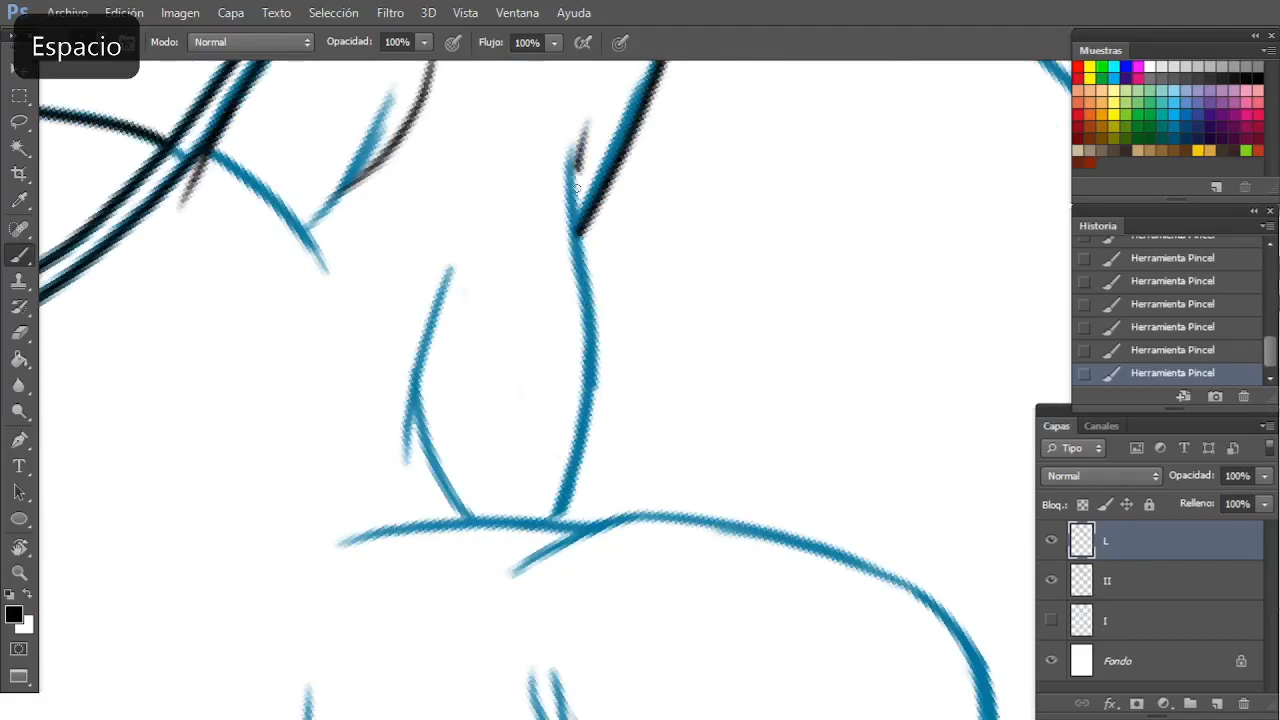 Ps Archivo Edición Imagen Capa Texto Selección Filtro 3D Vista Ventana Ayuda
Espacio
Modo: Normal Opacidad: 100% Flujo: 100%
Muestras
Historia
Herramienta Pincel
Herramienta Pincel
Herramienta Pincel
Herramienta Pincel
Herramienta Pincel
Herramienta Pincel
Capas Canales
Tipo
Normal Opacidad: 100%
Bloq.: Relleno: 100%
L
II
I
Fondo